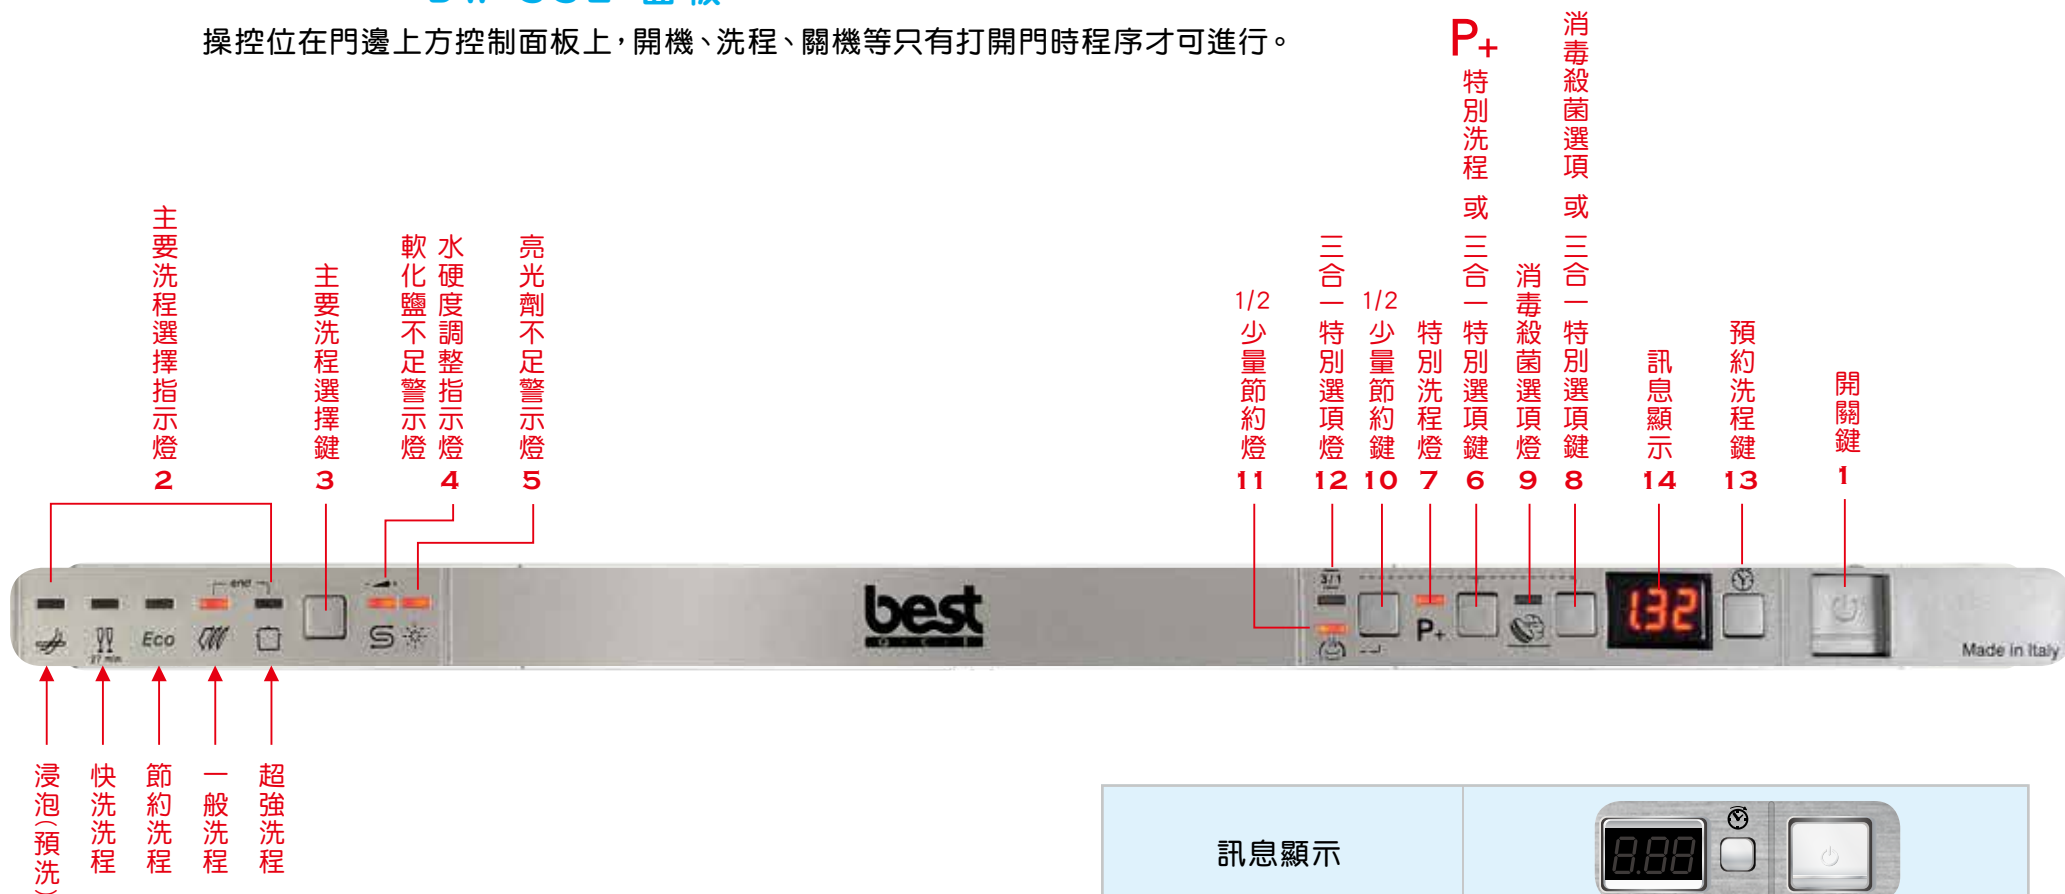 操控位在門邊上方控制面板上，開機、洗程、關機等只有打開門時程序才可進行。
主要洗程選擇指示燈
2
主要洗程選擇鍵
3
軟化鹽不足警示燈
水硬度調整指示燈
4
亮光劑不足警示燈
5
1/2少量節約燈
11
三合一特別選項燈
12
1/2少量節約鍵
10
特別洗程燈
7
P+
特別洗程 或 三合一特別選項鍵
6
消毒殺菌選項燈
9
消毒殺菌選項 或 三合一特別選項鍵
8
訊息顯示
14
預約洗程鍵
13
開關鍵
1
end
27 min
Eco
- +
S
best
3/1
P+
1.32
Made in Italy
浸泡(預洗)
快洗洗程
節約洗程
一般洗程
超強洗程
訊息顯示
8.88